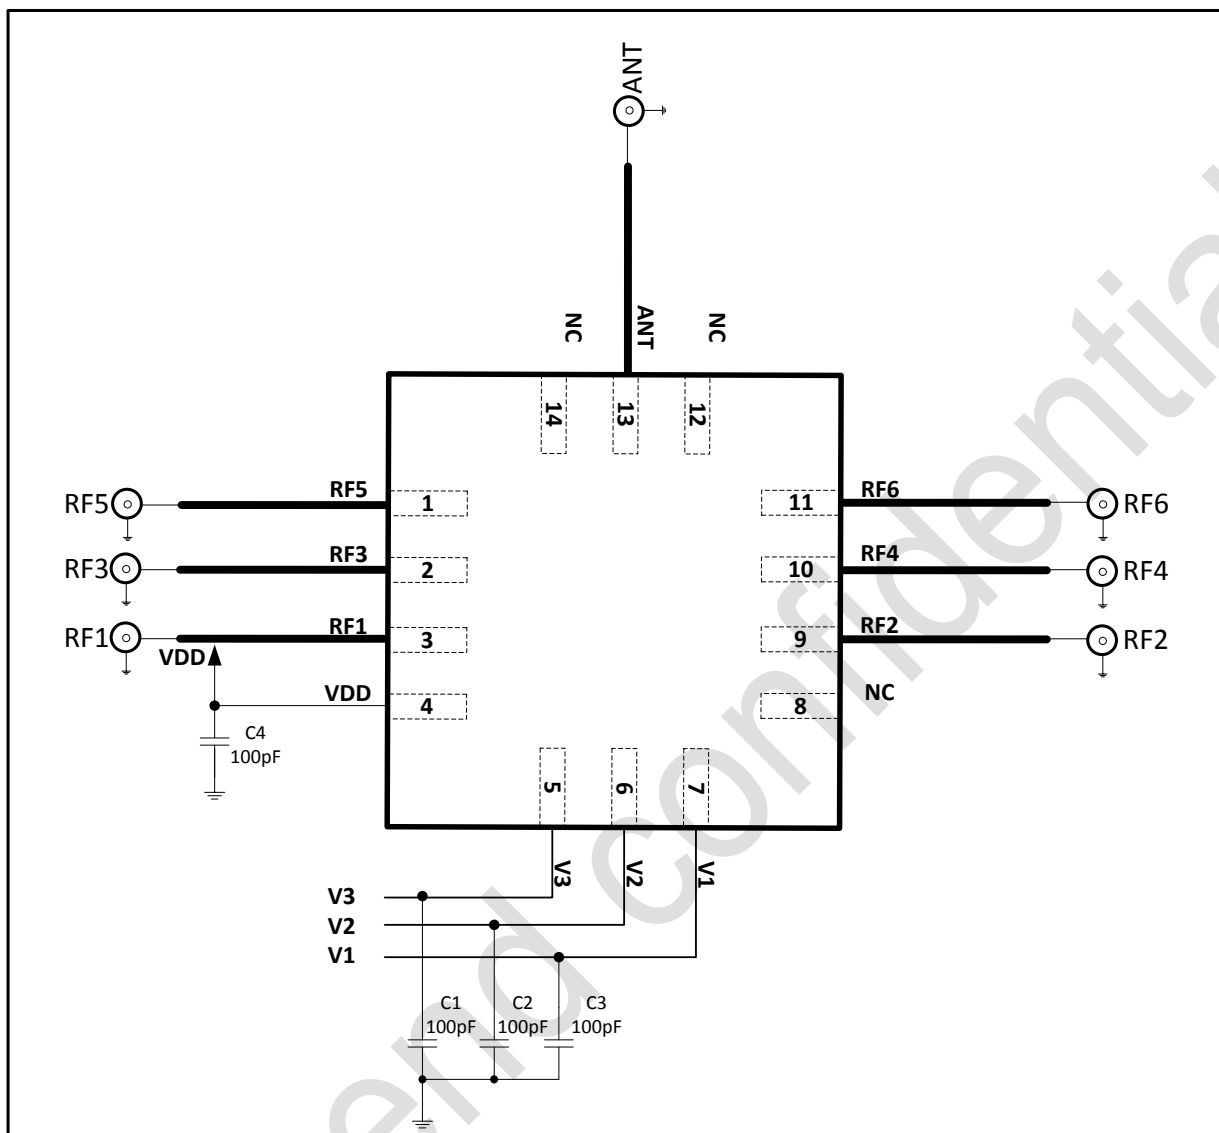 ANT
NC
ANT
NC
14
13
12
RF5
RF5
1
11
RF6
RF6
RF3
RF3
2
10
RF4
RF4
RF1
RF1
3
9
RF2
RF2
VDD
VDD
4
8
NC
C4
100pF
5
6
7
V3
V2
V1
V3
V2
V1
C1
100pF
C2
100pF
C3
100pF
confidential